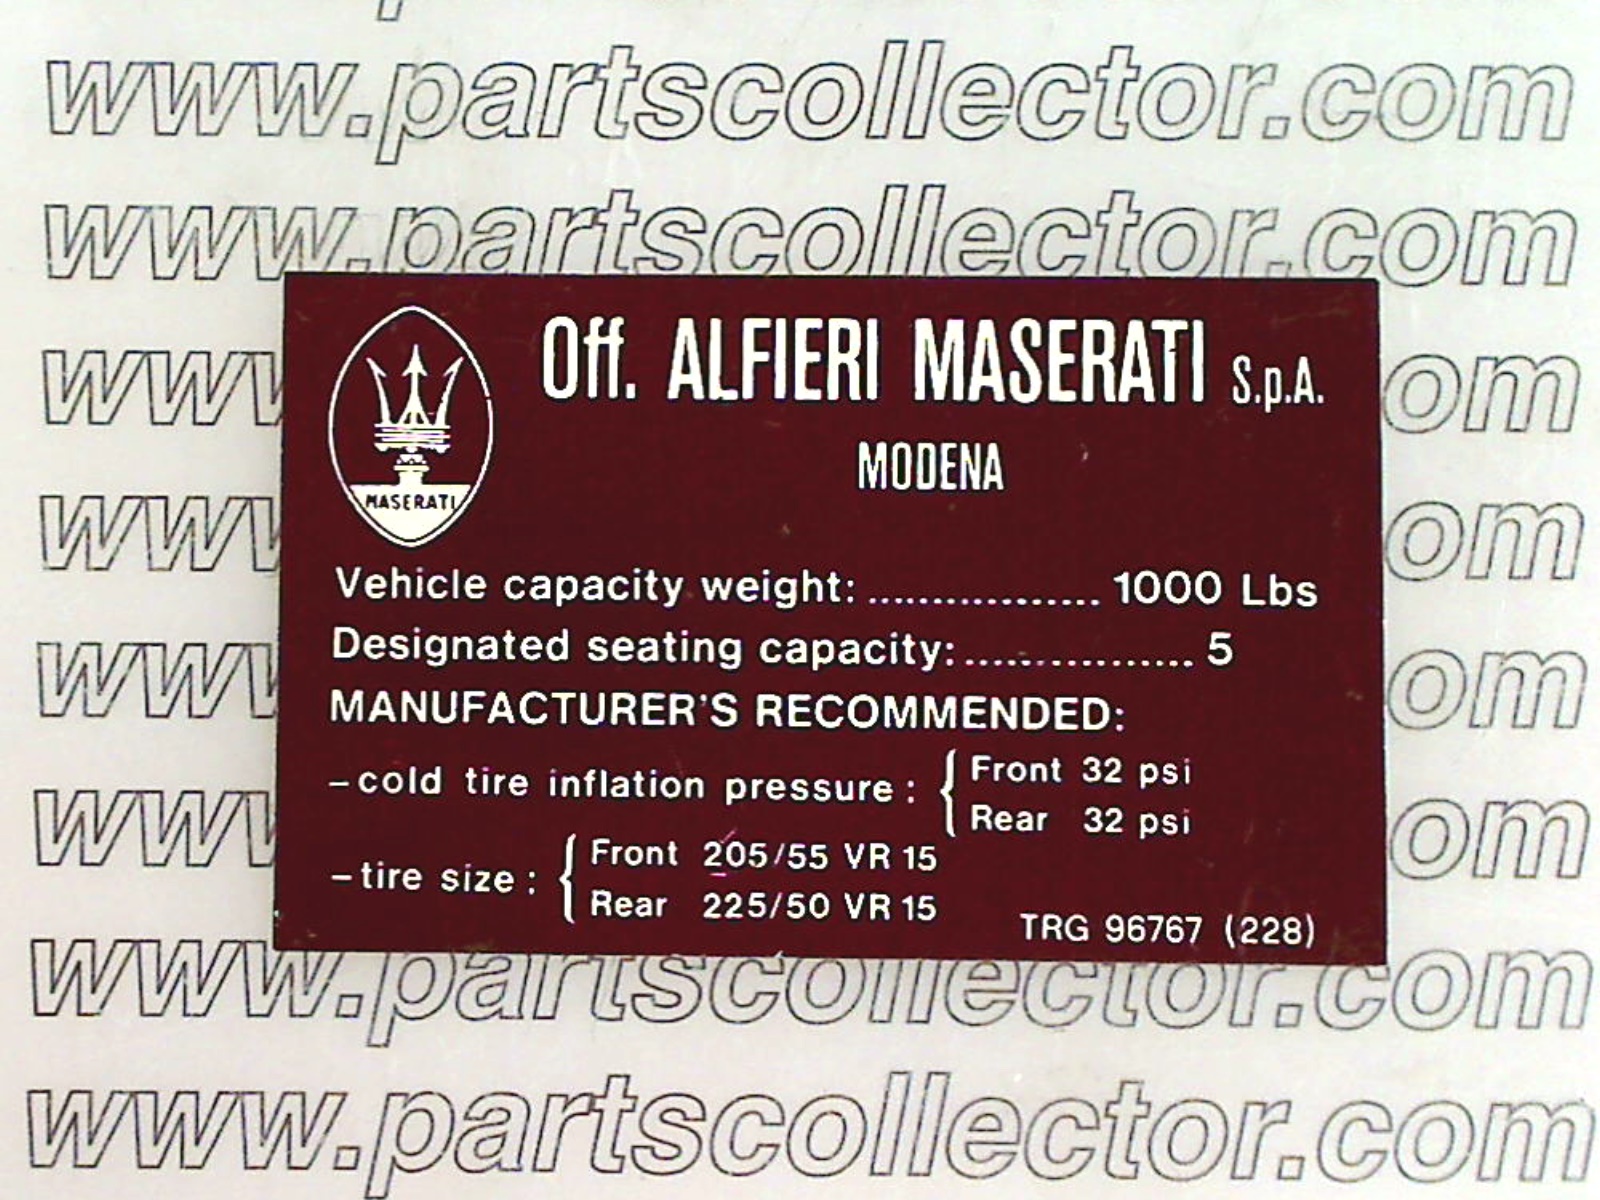 www.partscollector.com
www.partscollector.com
Off. ALFIERI MASERATI S.p.A.
MODENA
MASERATI
Vehicle capacity weight: .................. 1000 Lbs
Designated seating capacity: .................. 5
MANUFACTURER'S RECOMMENDED:
– cold tire inflation pressure : { Front 32 psi
Rear 32 psi
– tire size : { Front 205/55 VR 15
Rear 225/50 VR 15
TRG 96767 (228)
www.partscollector.com
www.partscollector.com